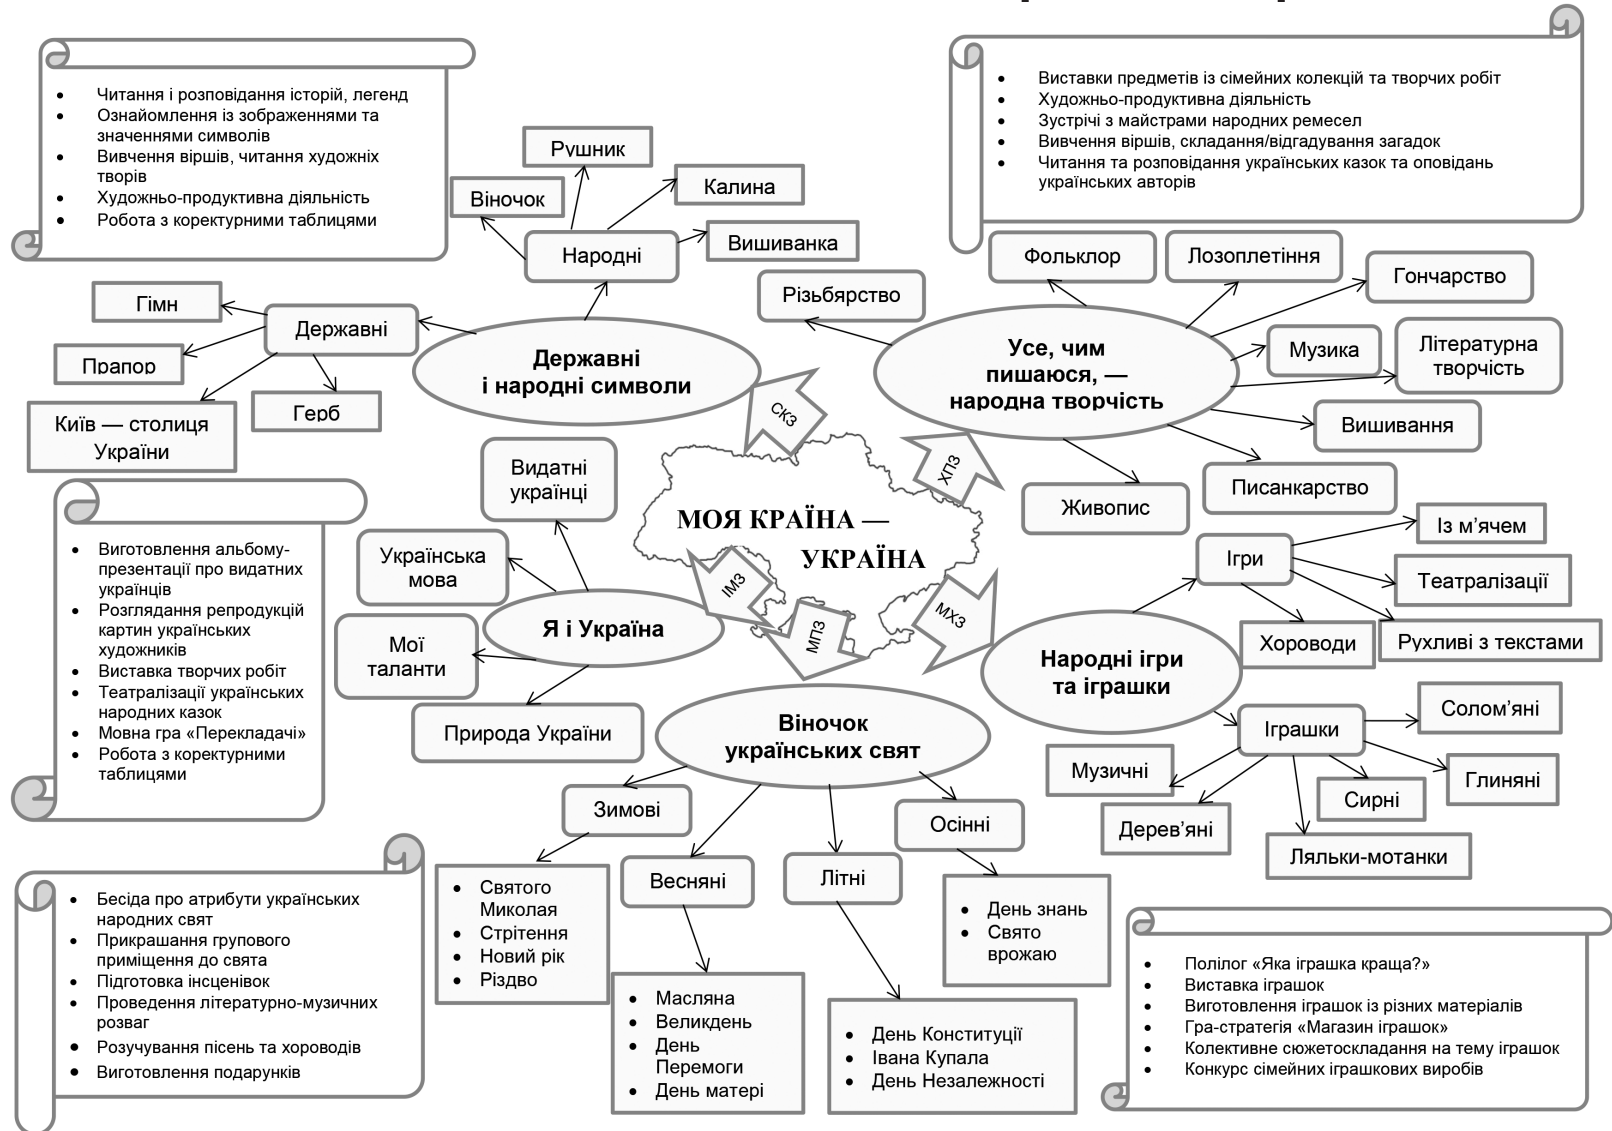 Читання і розповідання історій, легенд
Ознайомлення із зображеннями та
значеннями символів
Вивчення віршів, читання художніх
творів
Художньо-продуктивна діяльність
Робота з коректурними таблицями
Виставки предметів із сімейних колекцій та творчих робіт
Художньо-продуктивна діяльність
Зустрічі з майстрами народних ремесел
Вивчення віршів, складання/відгадування загадок
Читання та розповідання українських казок та оповідань
українських авторів
Рушник
Віночок
Калина
Вишиванка
Народні
Гімн
Державні
Прапор
Герб
Київ — столиця
України
Державні
і народні символи
СКЗ
Різьбярство
Фольклор
Лозоплетіння
Гончарство
Музика
Літературна
творчість
Вишивання
Писанкарство
Живопис
Усе, чим
пишаюся, —
народна творчість
ХПЗ
МОЯ КРАЇНА —
УКРАЇНА
Видатні
українці
Українська
мова
Я і Україна
ІМЗ
Мої
таланти
Природа України
МПЗ
МХЗ
Народні ігри
та іграшки
Ігри
Із м’ячем
Театралізації
Хороводи
Рухливі з текстами
Іграшки
Солом’яні
Глиняні
Сирні
Музичні
Дерев’яні
Ляльки-мотанки
Виготовлення альбому-
презентації про видатних
українців
Розглядання репродукцій
картин українських
художників
Виставка творчих робіт
Театралізації українських
народних казок
Мовна гра «Перекладачі»
Робота з коректурними
таблицями
Віночок
українських свят
Зимові
Святого
Миколая
Стрітення
Новий рік
Різдво
Весняні
Масляна
Великдень
День
Перемоги
День матері
Літні
День Конституції
Івана Купала
День Незалежності
Осінні
День знань
Свято
врожаю
Бесіда про атрибути українських
народних свят
Прикрашання групового
приміщення до свята
Підготовка інсценівок
Проведення літературно-музичних
розваг
Розучування пісень та хороводів
Виготовлення подарунків
Полілог «Яка іграшка краща?»
Виставка іграшок
Виготовлення іграшок із різних матеріалів
Гра-стратегія «Магазин іграшок»
Колективне сюжетоскладання на тему іграшок
Конкурс сімейних іграшкових виробів